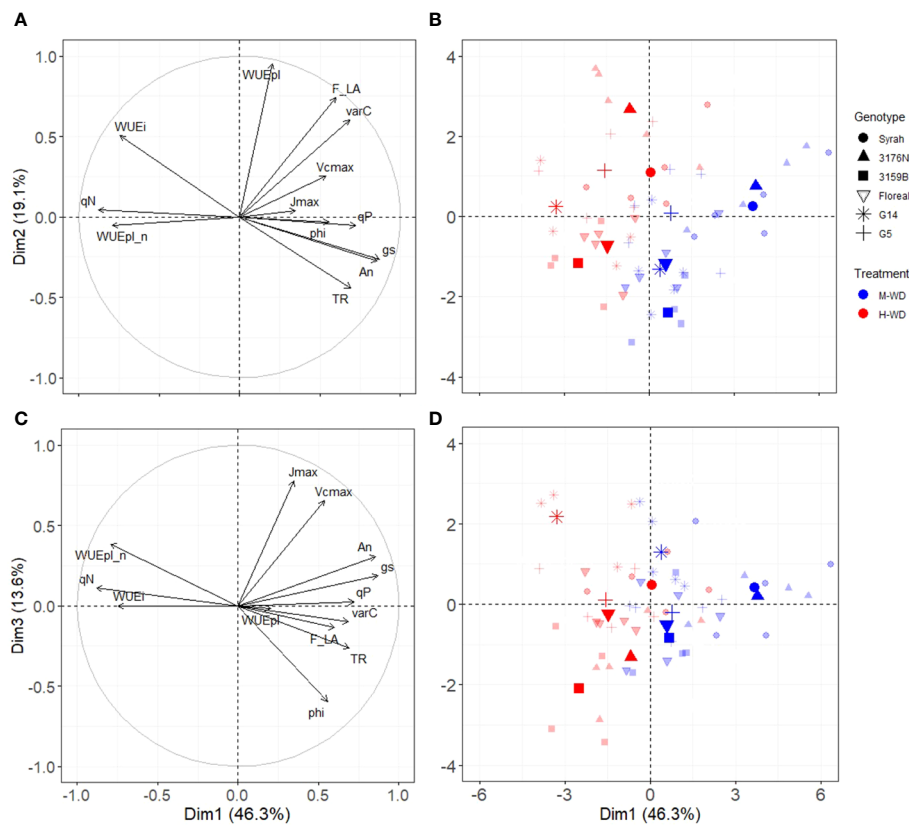 A
B
1.0
0.5
0.0
-0.5
-1.0
Dim2 (19.1%)
WUEpl
F_LA
varC
WUEi
Vcmax
Jmax
qN
qP
WUEpl_n
phi
gs
An
TR
4
2
0
-2
-4
Genotype
Syrah
3176N
3159B
Floreal
G14
G5
Treatment
M-WD
H-WD
C
D
1.0
0.5
0.0
-0.5
-1.0
Dim3 (13.6%)
Jmax
Vcmax
An
WUEpl_n
gs
qN
qP
WUEi
WUEpl
varC
F_LA
TR
phi
-1.0
-0.5
0.0
0.5
1.0
Dim1 (46.3%)
4
2
0
-2
-4
-6
-3
0
3
6
Dim1 (46.3%)